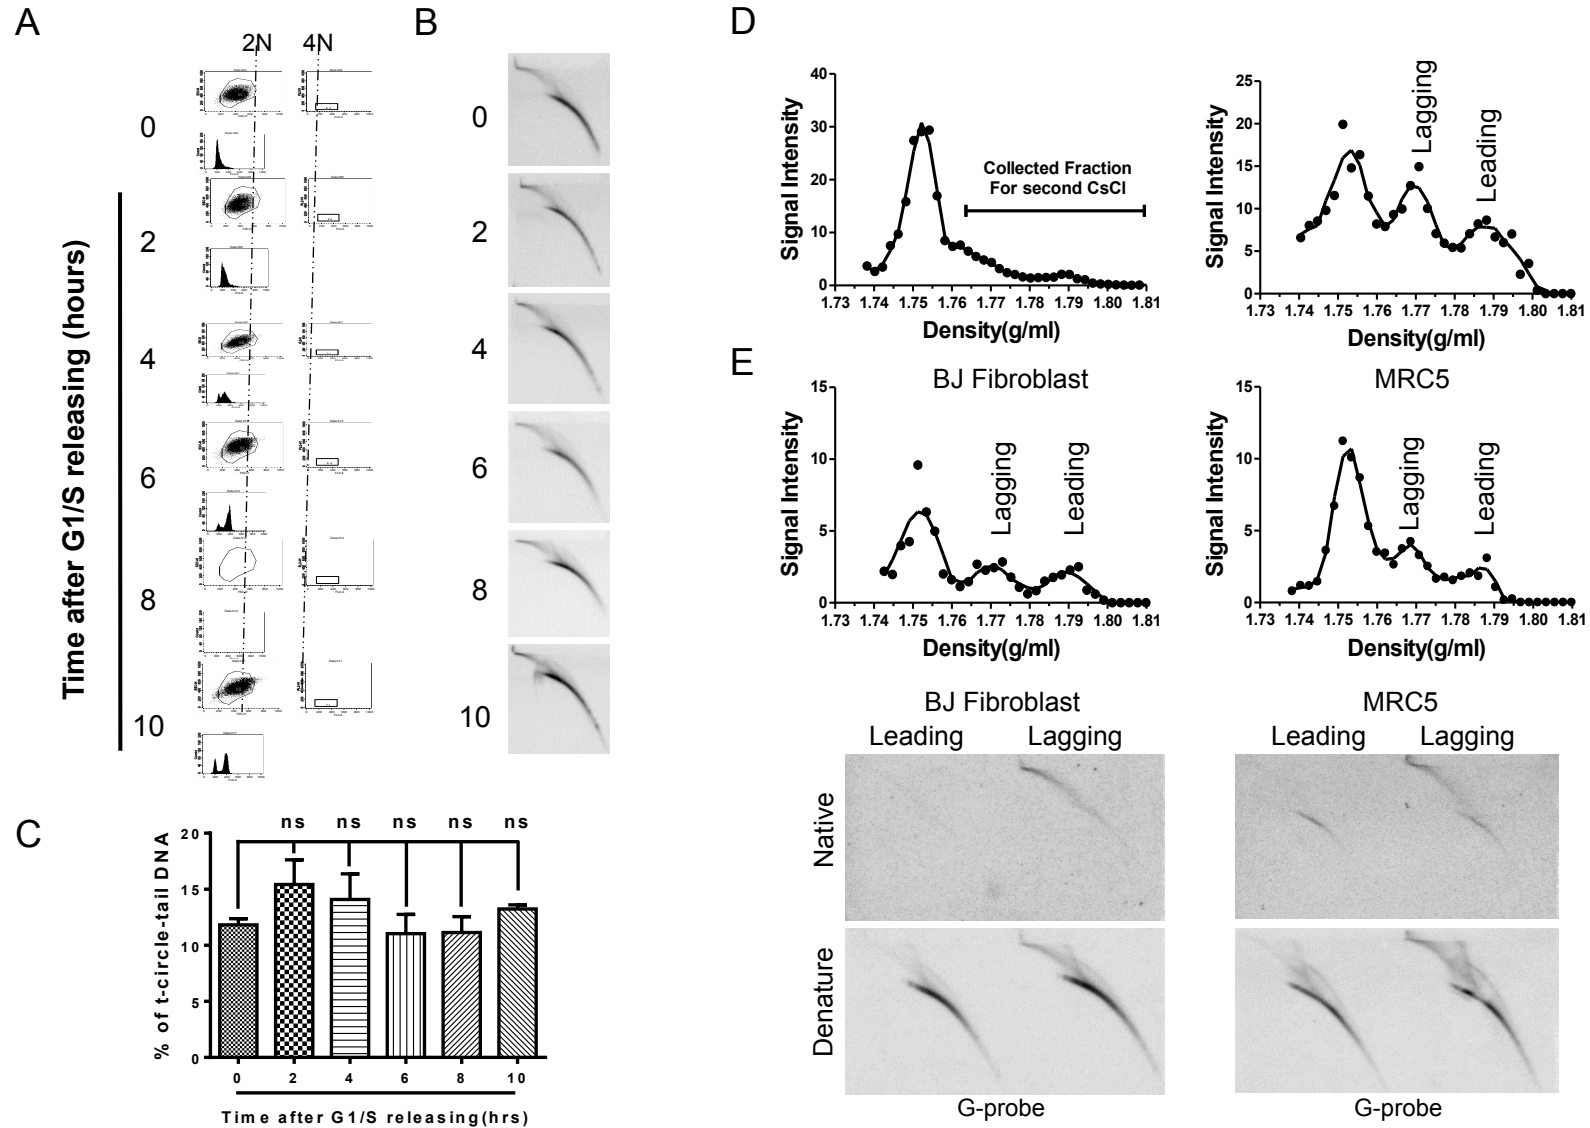 A
2N
4N
0
2
4
6
8
10
Time after G1/S releasing (hours)
B
0
2
4
6
8
10
C
% of t-circle-tail DNA
20
15
10
5
0
ns ns ns ns ns
0 2 4 6 8 10
Time after G1/S releasing(hrs)
D
Signal Intensity
40
30
20
10
0
Collected Fraction
For second CsCl
1.73 1.74 1.75 1.76 1.77 1.78 1.79 1.80 1.81
Density(g/ml)
Signal Intensity
25
20
15
10
5
0
Lagging
Leading
1.73 1.74 1.75 1.76 1.77 1.78 1.79 1.80 1.81
Density(g/ml)
E
BJ Fibroblast
Signal Intensity
15
10
5
0
Lagging
Leading
1.73 1.74 1.75 1.76 1.77 1.78 1.79 1.80 1.81
Density(g/ml)
MRC5
Signal Intensity
15
10
5
0
Lagging
Leading
1.73 1.74 1.75 1.76 1.77 1.78 1.79 1.80 1.81
Density(g/ml)
BJ Fibroblast
Leading Lagging
MRC5
Leading Lagging
Native
Denature
G-probe
G-probe